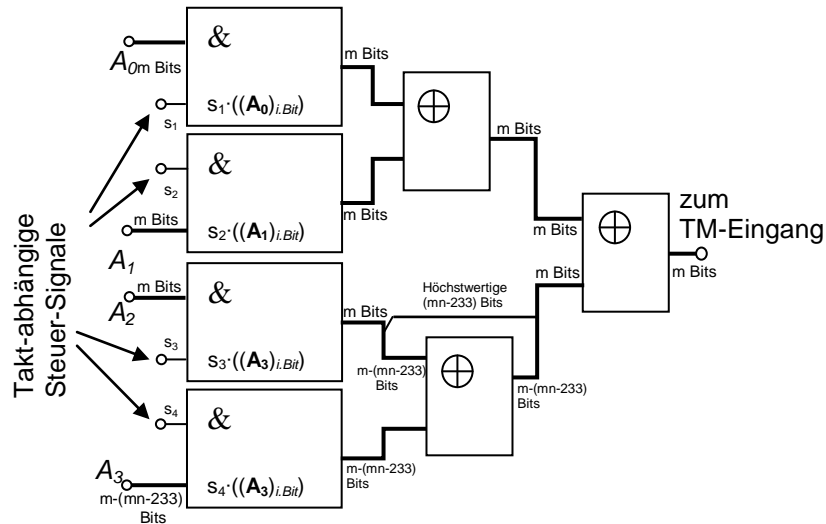 &
A0 m Bits
s1·((A0)i.Bit)
s1
m Bits
&
s2
m Bits
s2·((A1)i.Bit)
A1
m Bits
⊕
m Bits
Takt-abhängige
Steuer-Signale
m Bits
A2
&
s3
s3·((A3)i.Bit)
m Bits
Höchstwertige
(mn-233) Bits
&
s4
A3
m-(mn-233)
Bits
s4·((A3)i.Bit)
m-(mn-233)
Bits
m-(mn-233)
Bits
⊕
m-(mn-233)
Bits
m Bits
m Bits
⊕
zum
TM-Eingang
m Bits